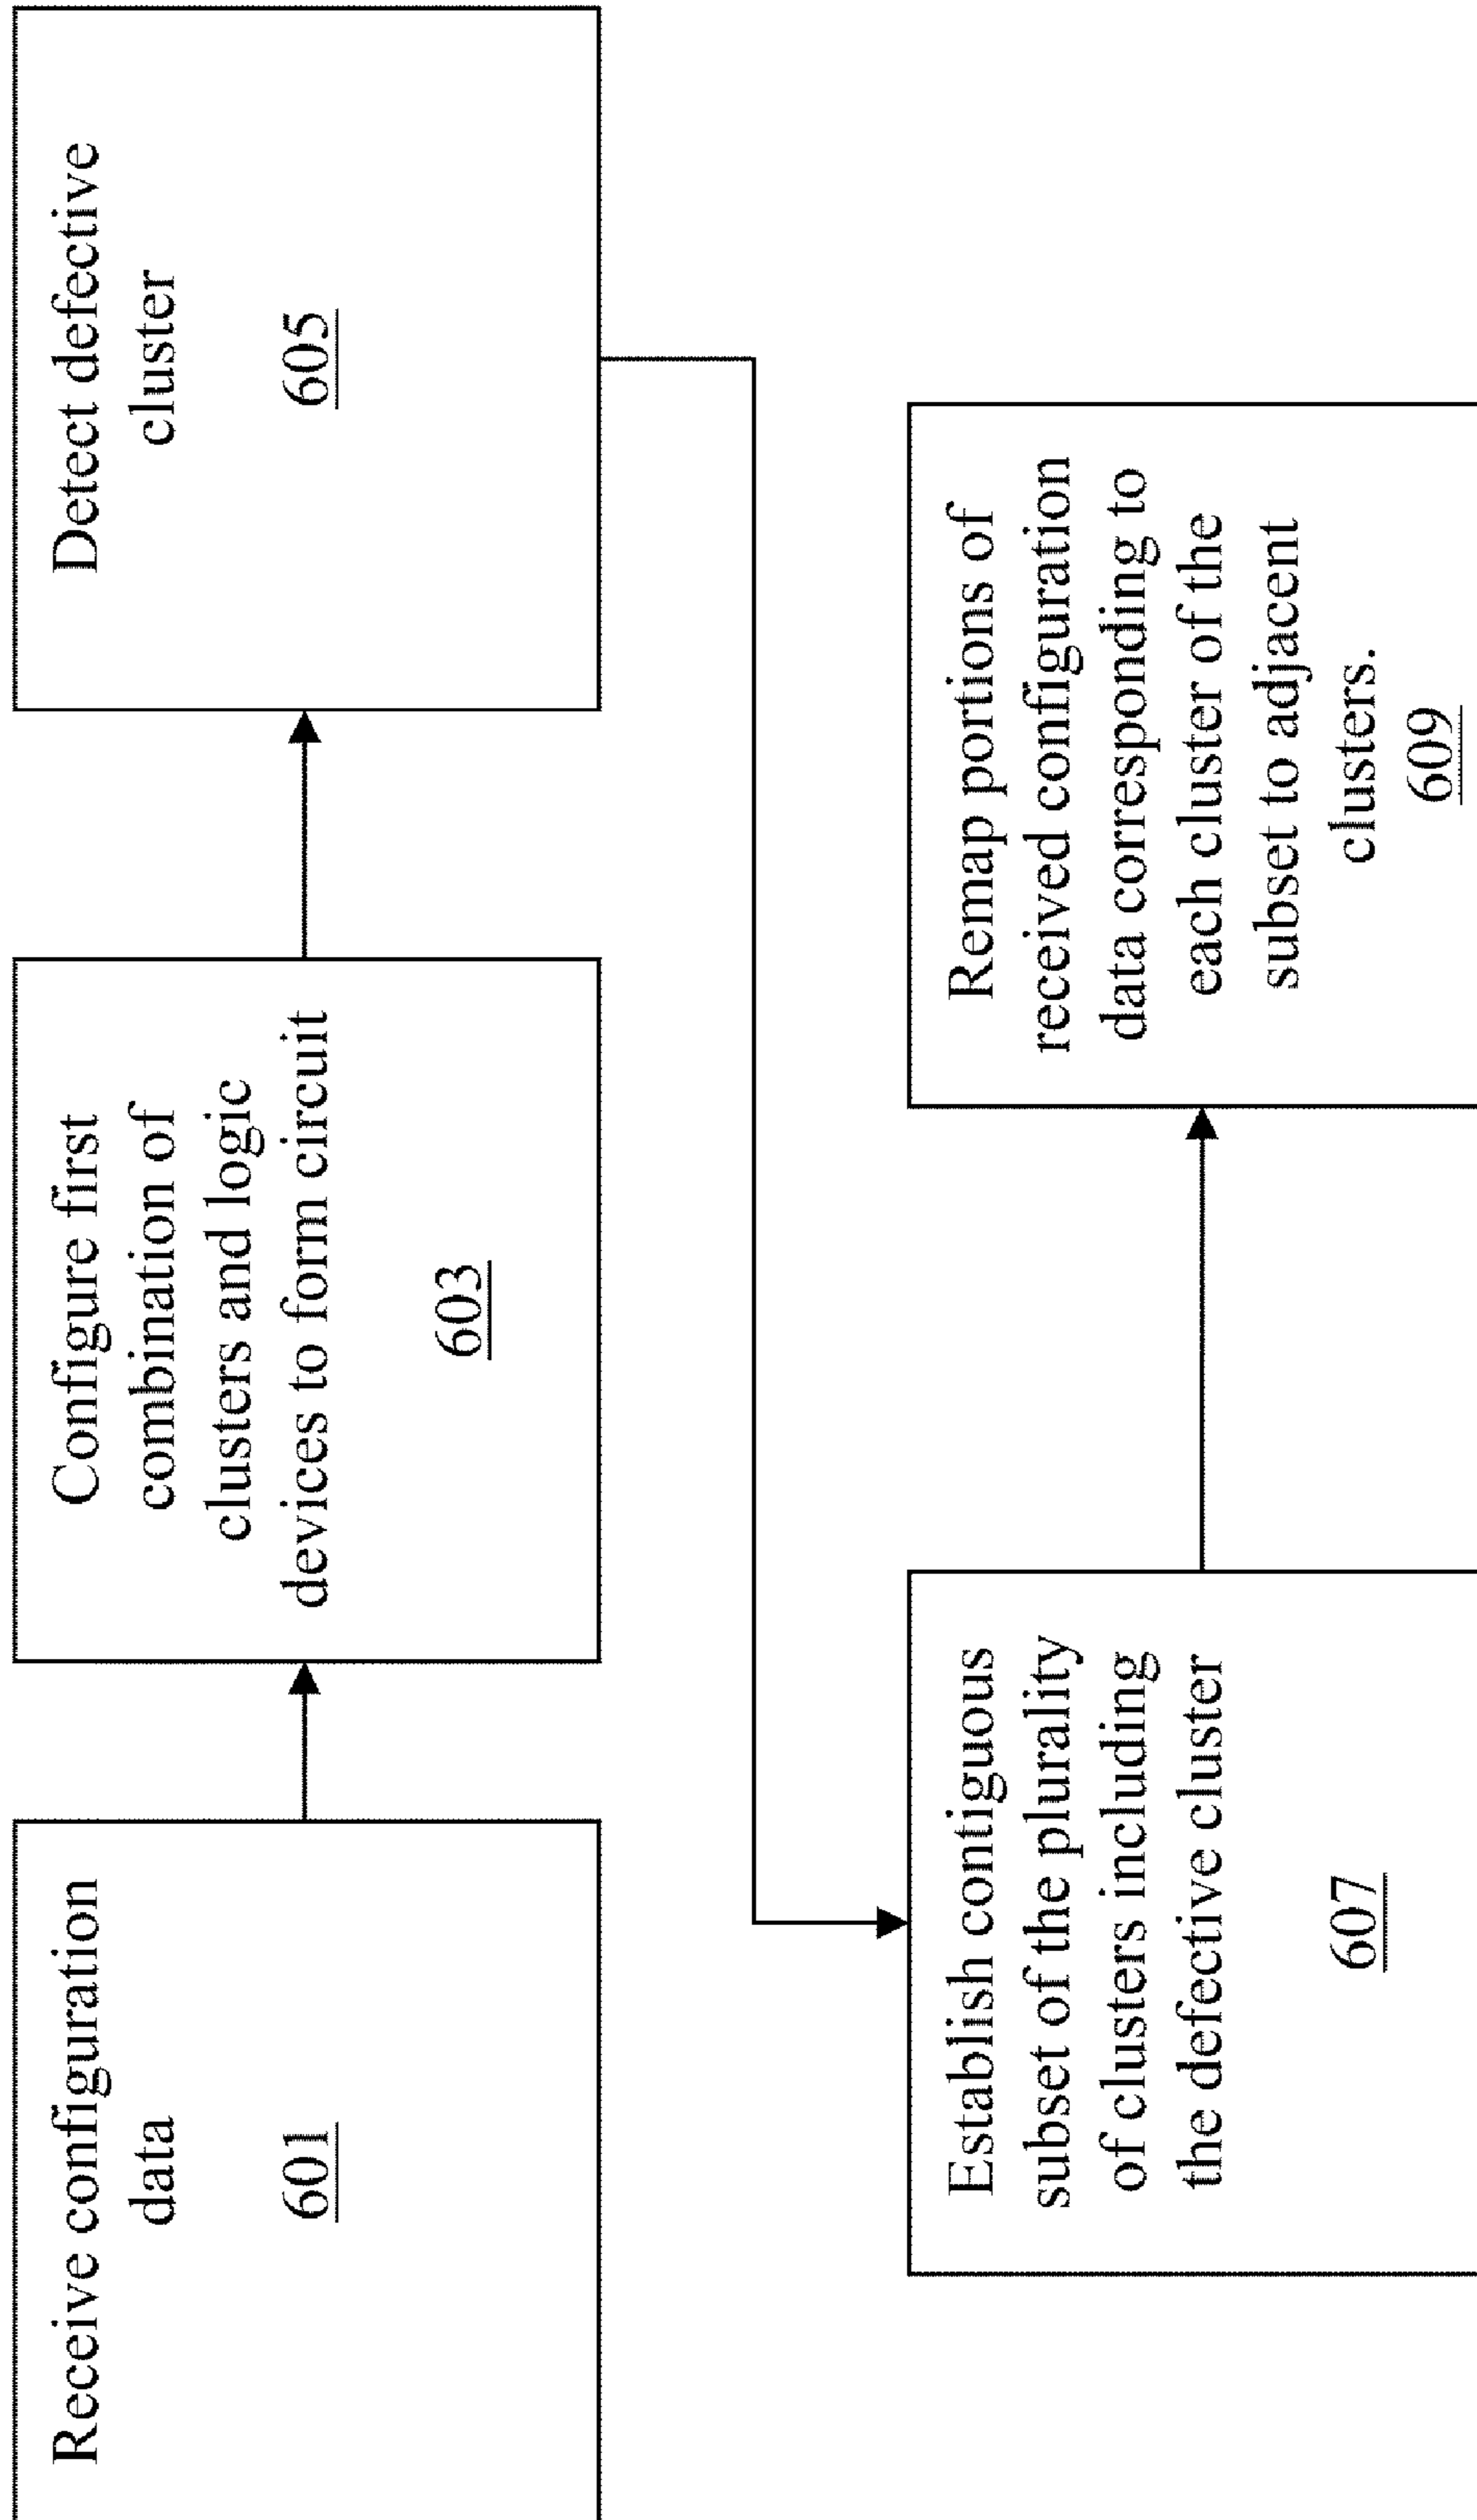 Receive configuration
data
601
Configure first
combination of
clusters and logic
devices to form circuit
603
Detect defective
cluster
605
Establish contiguous
subset of the plurality
of clusters including
the defective cluster
607
Remap portions of
received configuration
data corresponding to
each cluster of the
subset to adjacent
clusters.
609